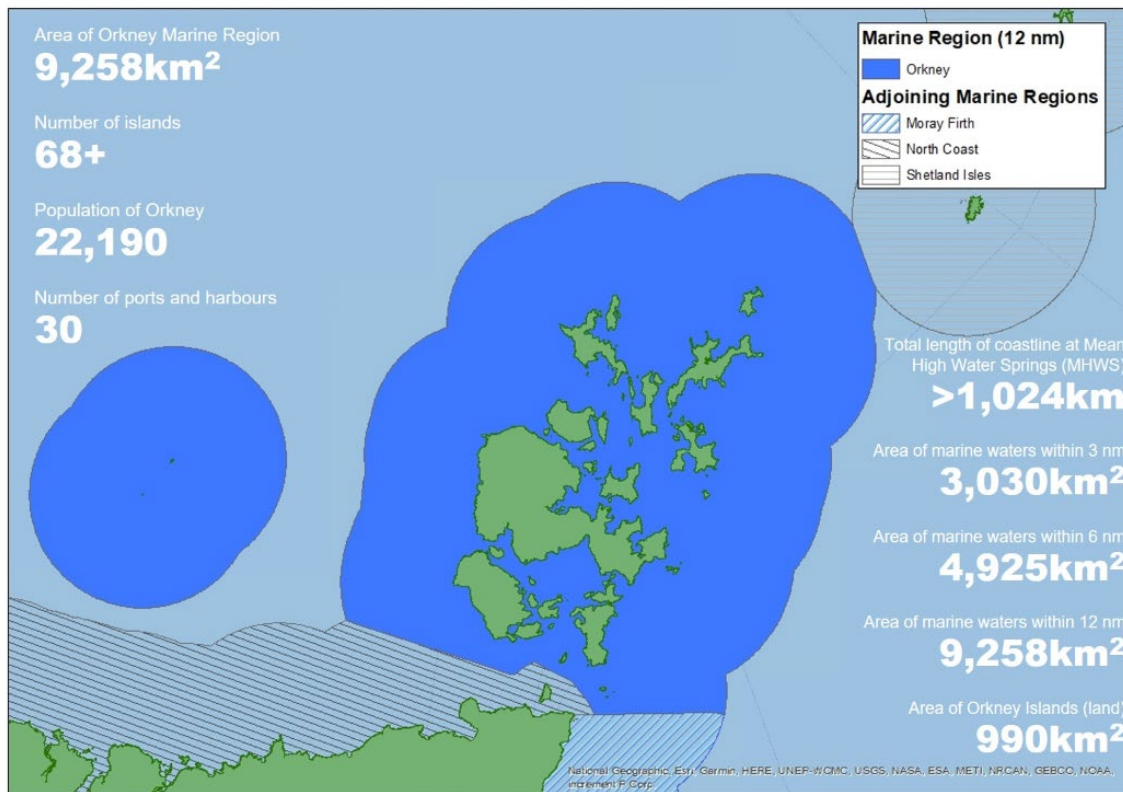 Area of Orkney Marine Region
9,258km²
Number of islands
68+
Population of Orkney
22,190
Number of ports and harbours
30
Marine Region (12 nm)
Orkney
Adjoining Marine Regions
Moray Firth
North Coast
Shetland Isles
Total length of coastline at Mean
High Water Springs (MHWS)
>1,024km
Area of marine waters within 3 nm
3,030km²
Area of marine waters within 6 nm
4,925km²
Area of marine waters within 12 nm
9,258km²
Area of Orkney Islands (land)
990km²
National Geographic, Esri, Garmin, HERE, UNEP-WCMC, USGS, NASA, ESA, METI, NRCAN, GEBCO, NOAA,
increment P Corp.